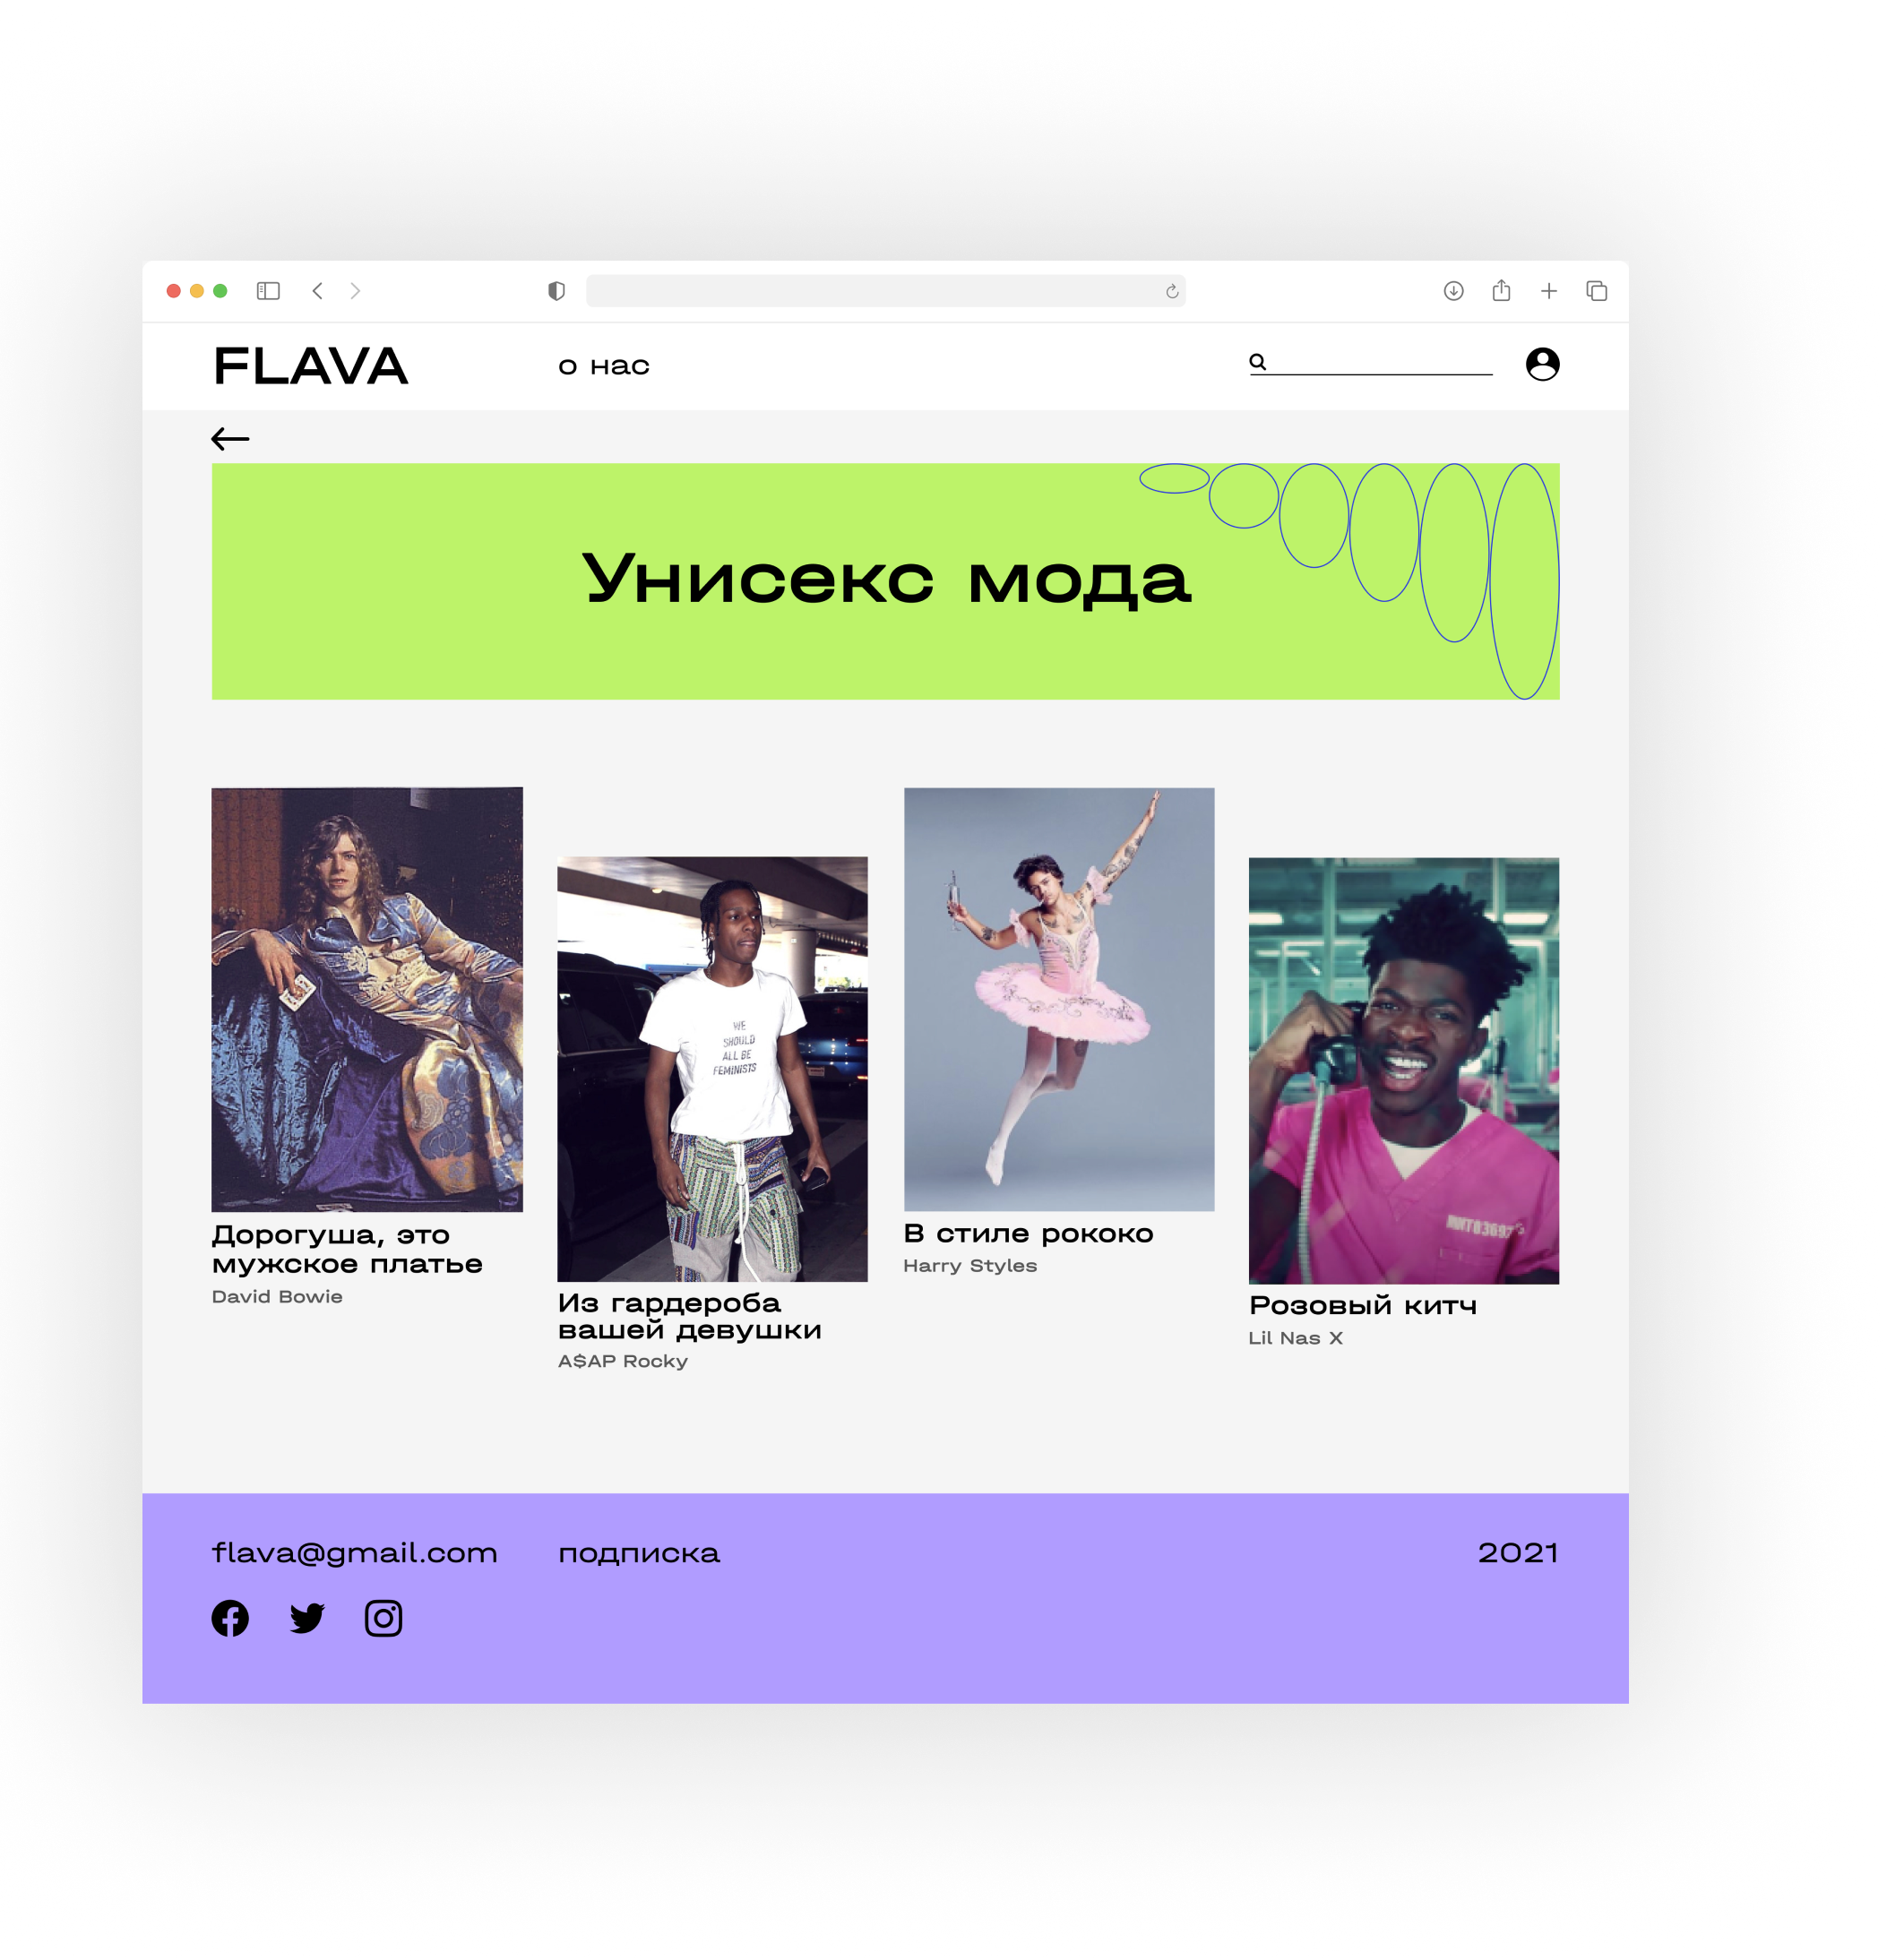 FLAVA
о нас
Унисекс мода
WE
SHOULD
ALL BE
FEMINISTS
Дорогуша, это
мужское платье
David Bowie
Из гардероба
вашей девушки
A$AP Rocky
В стиле рококо
Harry Styles
Розовый китч
Lil Nas X
flava@gmail.com
подписка
2021